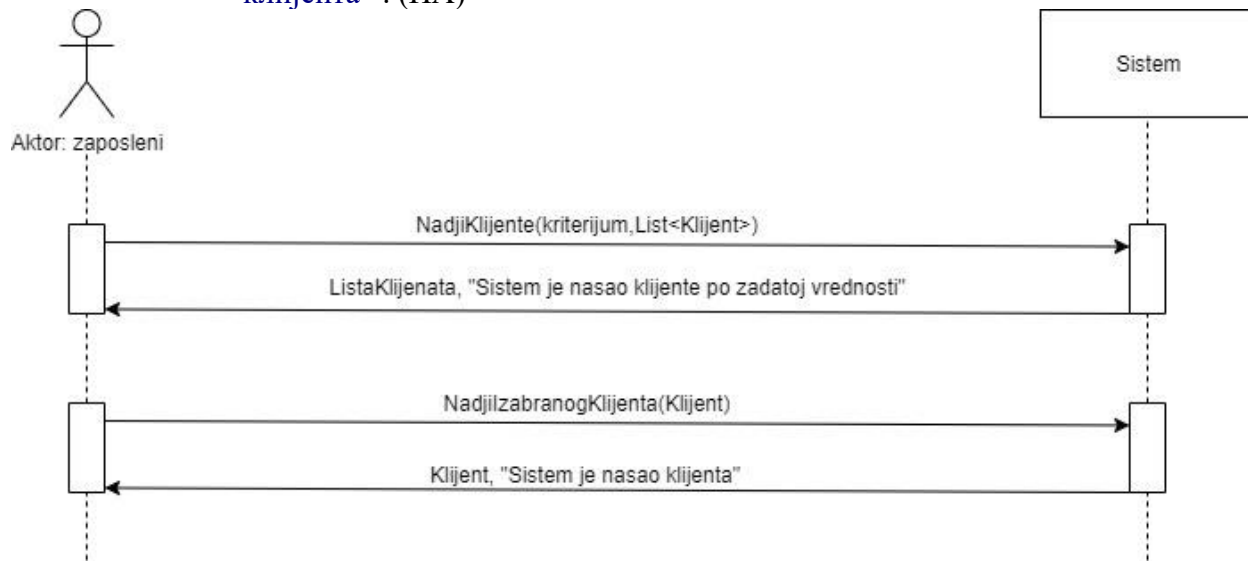 Sistem
Aktor: zaposleni
NadjiKlijente(kriterijum,List<Klijent>)
ListaKlijenata, "Sistem je nasao klijente po zadatoj vrednosti"
NadjiIzabranogKlijenta(Klijent)
Klijent, "Sistem je nasao klijenta"